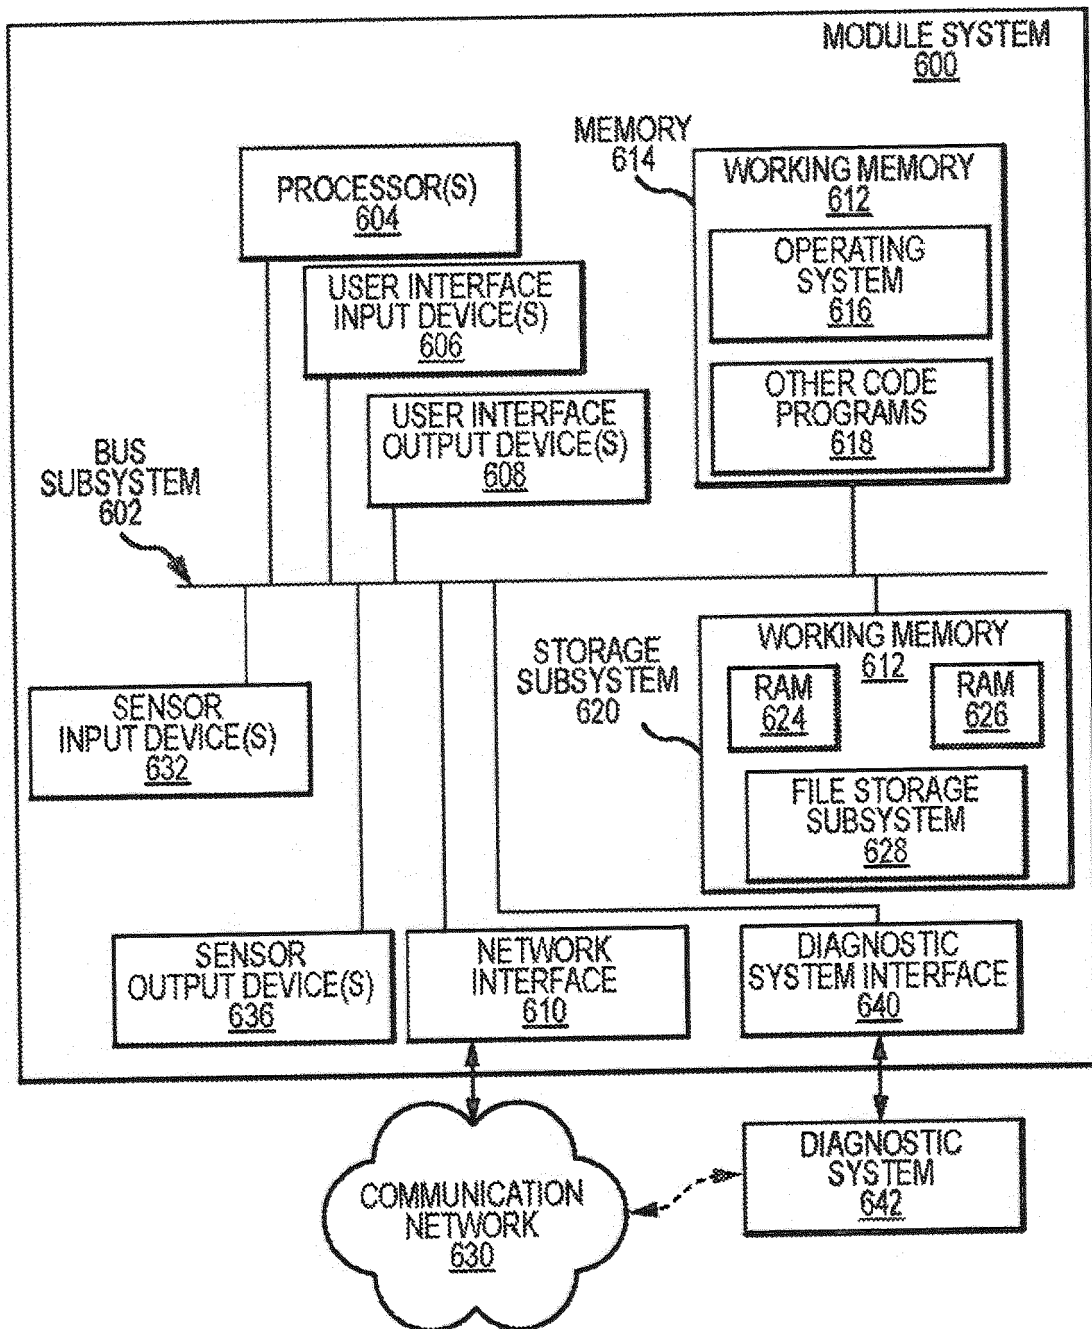 MODULE SYSTEM
600
MEMORY
614
PROCESSOR(S)
604
WORKING MEMORY
612
OPERATING
SYSTEM
616
USER INTERFACE
INPUT DEVICE(S)
606
OTHER CODE
PROGRAMS
618
USER INTERFACE
OUTPUT DEVICE(S)
608
BUS
SUBSYSTEM
602
STORAGE
SUBSYSTEM
620
WORKING MEMORY
612
RAM
624
RAM
626
FILE STORAGE
SUBSYSTEM
628
SENSOR
INPUT DEVICE(S)
632
SENSOR
OUTPUT DEVICE(S)
636
NETWORK
INTERFACE
610
DIAGNOSTIC
SYSTEM INTERFACE
640
COMMUNICATION
NETWORK
630
DIAGNOSTIC
SYSTEM
642